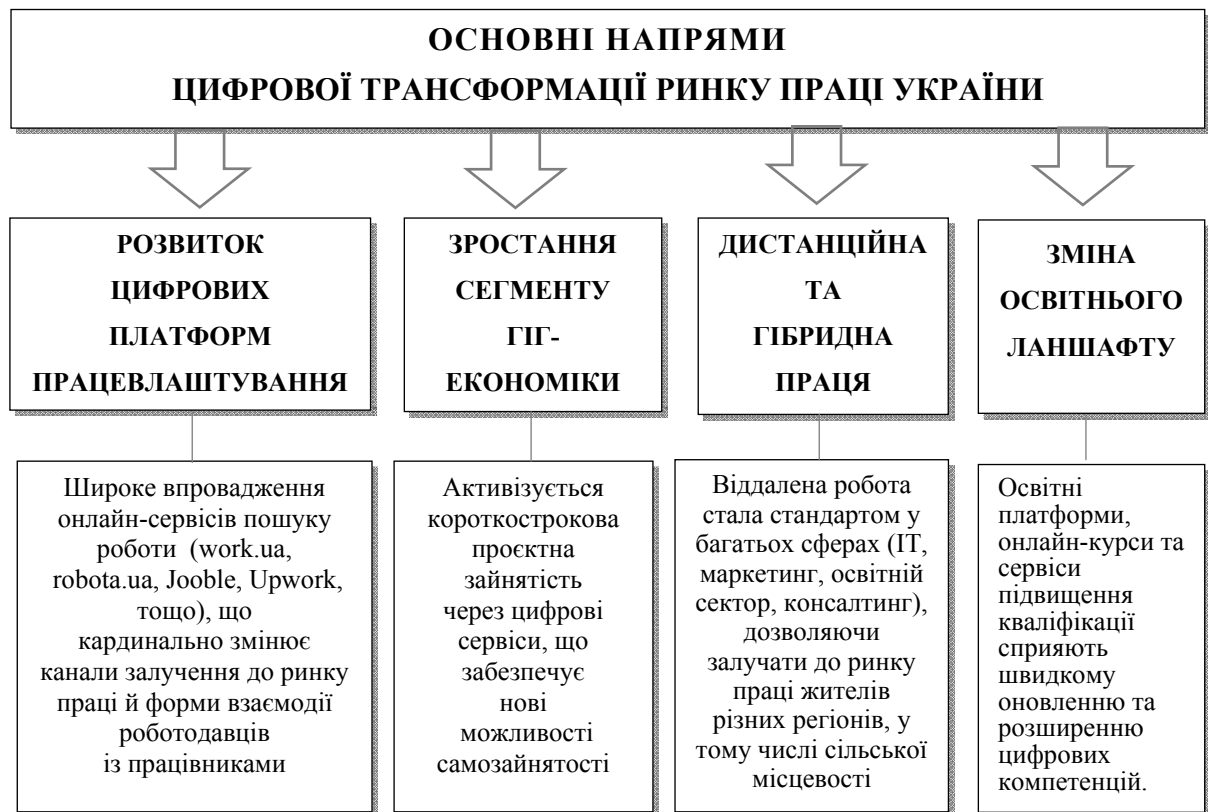 ОСНОВНІ НАПРЯМИ
ЦИФРОВОЇ ТРАНСФОРМАЦІЇ РИНКУ ПРАЦІ УКРАЇНИ
РОЗВИТОК
ЦИФРОВИХ
ПЛАТФОРМ
ПРАЦЕВЛАШТУВАННЯ
Широке впровадження
онлайн-сервісів пошуку
роботи (work.ua,
robota.ua, Jooble, Upwork,
тощо), що
кардинально змінює
канали залучення до ринку
праці й форми взаємодії
роботодавців
із працівниками
ЗРОСТАННЯ
СЕГМЕНТУ
ГІГ-
ЕКОНОМІКИ
Активізується
короткострокова
проєктна
зайнятість
через цифрові
сервіси, що
забезпечує
нові
можливості
самозайнятості
ДИСТАНЦІЙНА
ТА
ГІБРИДНА
ПРАЦЯ
Віддалена робота
стала стандартом у
багатьох сферах (ІТ,
маркетинг, освітній
сектор, консалтинг),
дозволяючи
залучати до ринку
праці жителів
різних регіонів, у
тому числі сільської
місцевості
ЗМІНА
ОСВІТНЬОГО
ЛАНШАФТУ
Освітні
платформи,
онлайн-курси та
сервіси
підвищення
кваліфікації
сприяють
швидкому
оновленню та
розширенню
цифрових
компетенцій.